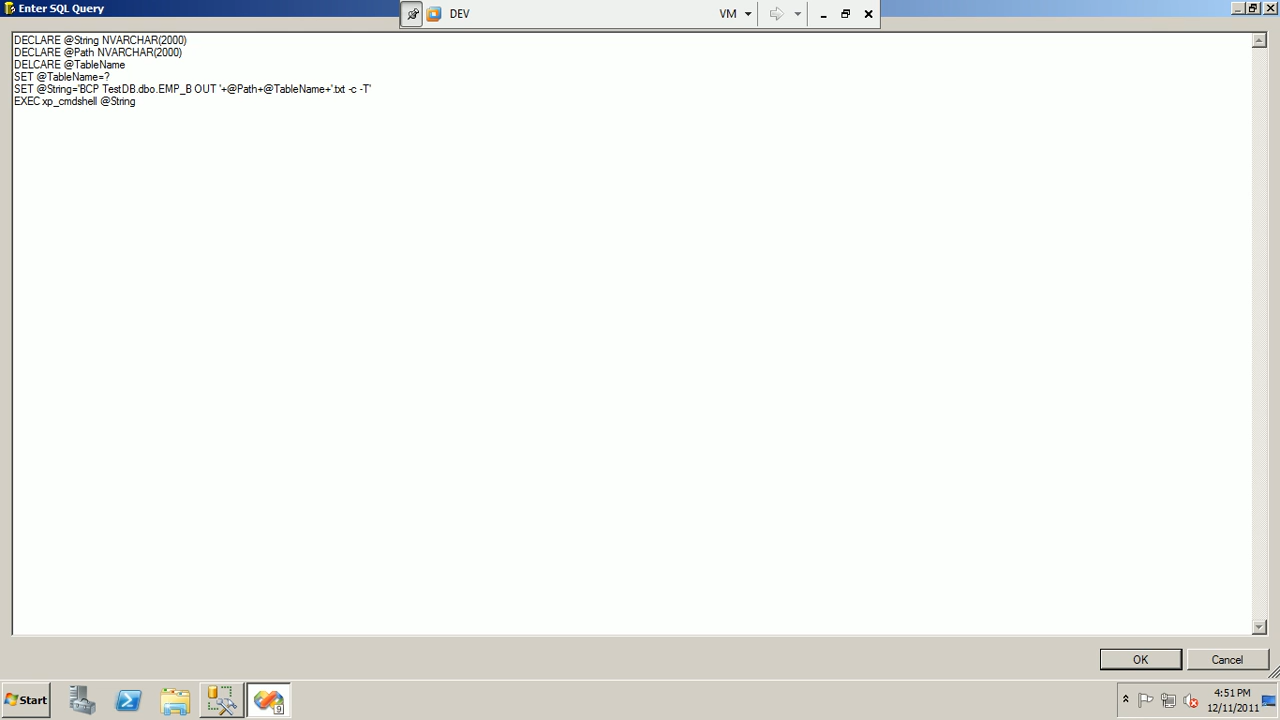 Enter SQL Query
DEV
VM
DECLARE @String NVARCHAR(2000)
DECLARE @Path NVARCHAR(2000)
DELCARE @TableName
SET @TableName=?
SET @String='BCP TestDB.dbo.EMP_B OUT '+@Path+@TableName+'.txt -c -T'
EXEC xp_cmdshell @String
OK
Cancel
Start
9
4:51 PM
12/11/2011